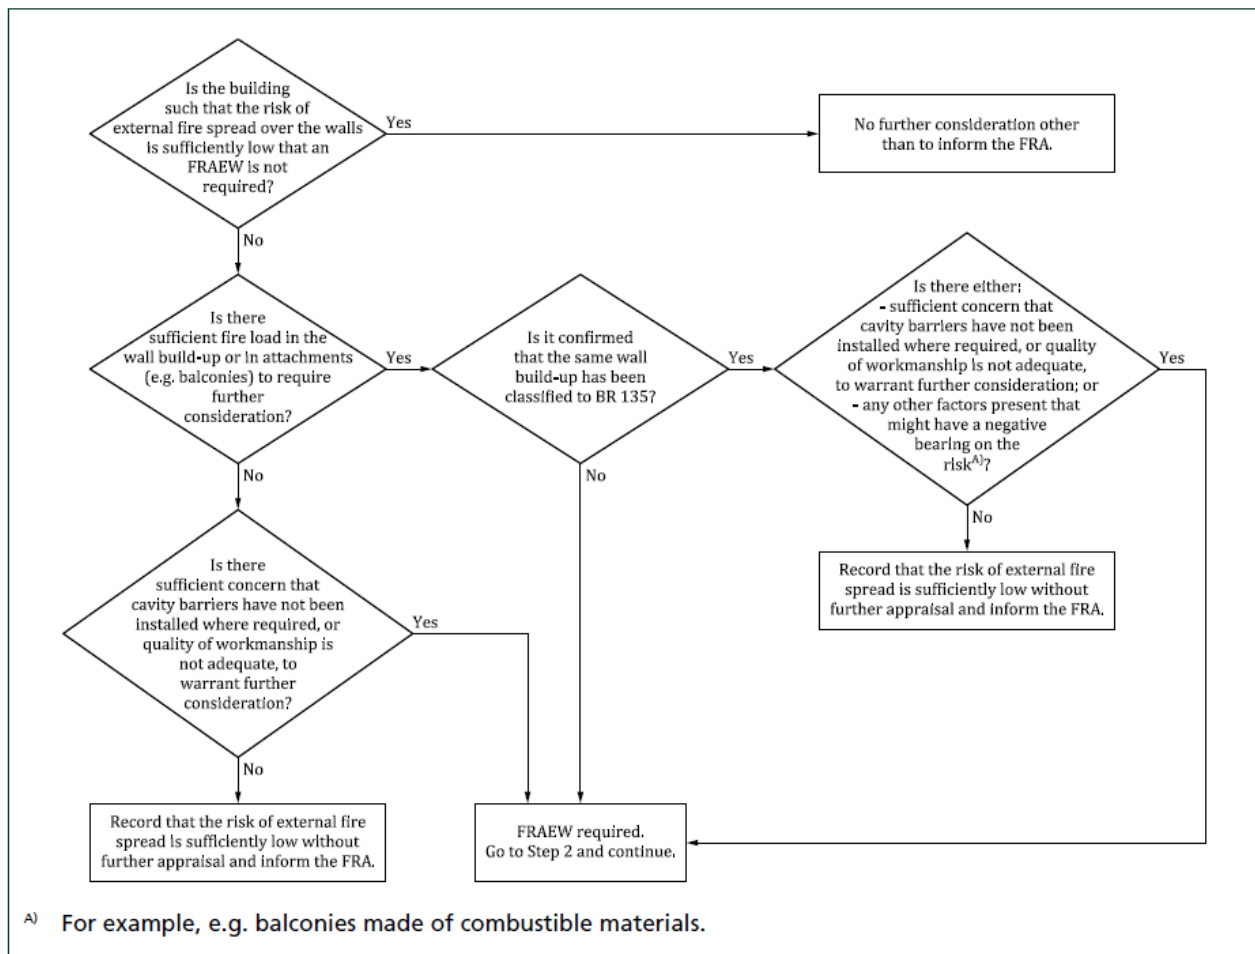 Is the building
such that the risk of
external fire spread over the walls
is sufficiently low that an
FRAEW is not
required?
Yes
No further consideration other
than to inform the FRA.
No
Is there
sufficient fire load in the
wall build-up or in attachments
(e.g. balconies) to require
further
consideration?
Yes
Is it confirmed
that the same wall
build-up has been
classified to BR 135?
Yes
Is there either:
- sufficient concern that
cavity barriers have not been
installed where required, or quality
of workmanship is not adequate,
to warrant further consideration; or
- any other factors present that
might have a negative
bearing on the
risk^A)?
Yes
No
No
No
Record that the risk of external fire
spread is sufficiently low without
further appraisal and inform the FRA.
Is there
sufficient concern that
cavity barriers have not been
installed where required, or
quality of workmanship is
not adequate, to
warrant further
consideration?
Yes
No
Record that the risk of external fire
spread is sufficiently low without
further appraisal and inform the FRA.
FRAEW required.
Go to Step 2 and continue.
A) For example, e.g. balconies made of combustible materials.